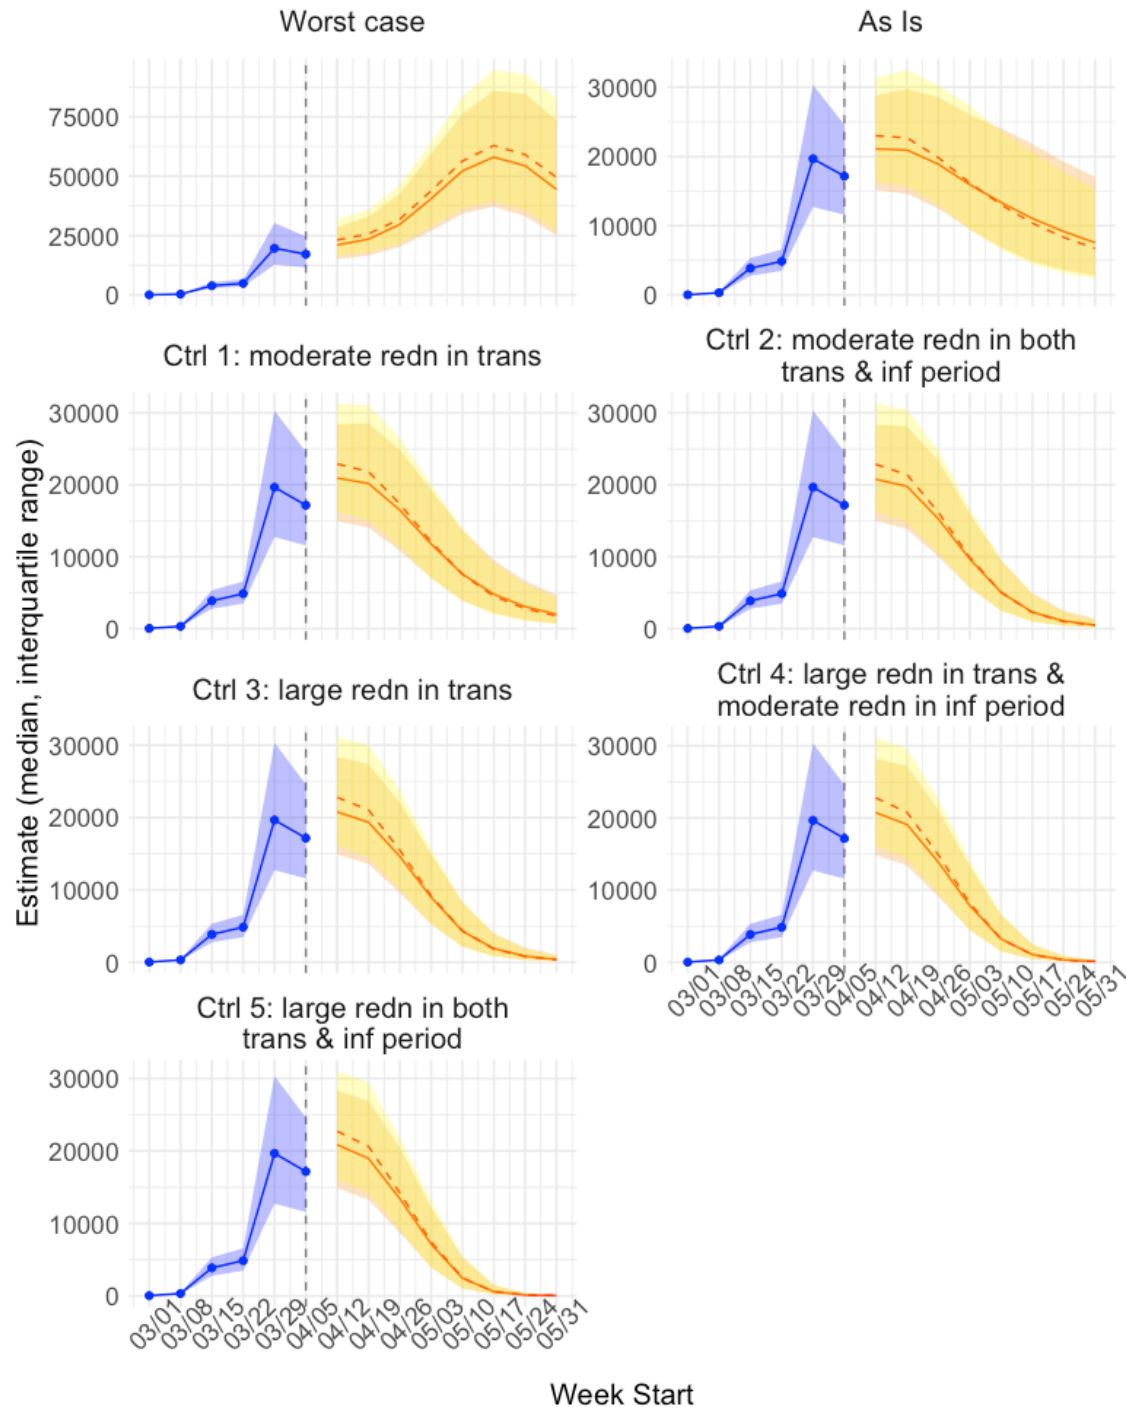 Worst case
As Is
75000
50000
25000
0
30000
20000
10000
0
Ctrl 1: moderate redn in trans
Ctrl 2: moderate redn in both
trans & inf period
30000
20000
10000
0
30000
20000
10000
0
Estimate (median, interquartile range)
Ctrl 3: large redn in trans
Ctrl 4: large redn in trans &
moderate redn in inf period
30000
20000
10000
0
30000
20000
10000
0
03/01 03/08 03/15 03/22 03/29 04/05 04/12 04/19 04/26 05/03 05/10 05/17 05/24 05/31
Ctrl 5: large redn in both
trans & inf period
30000
20000
10000
0
03/01 03/08 03/15 03/22 03/29 04/05 04/12 04/19 04/26 05/03 05/10 05/17 05/24 05/31
Week Start